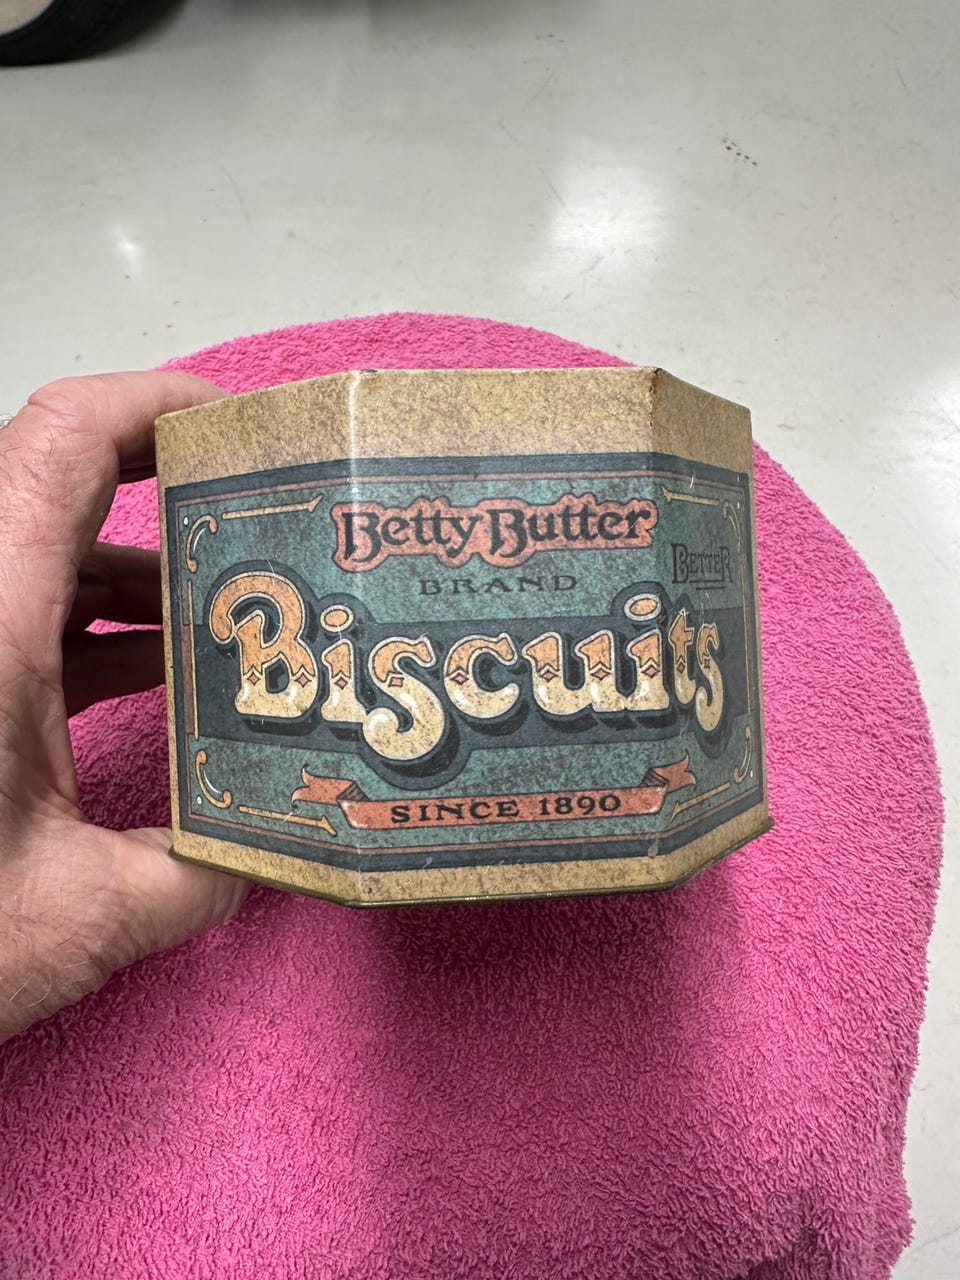 Betty Butter
BRAND
BETTER
Biscuits
SINCE 1890